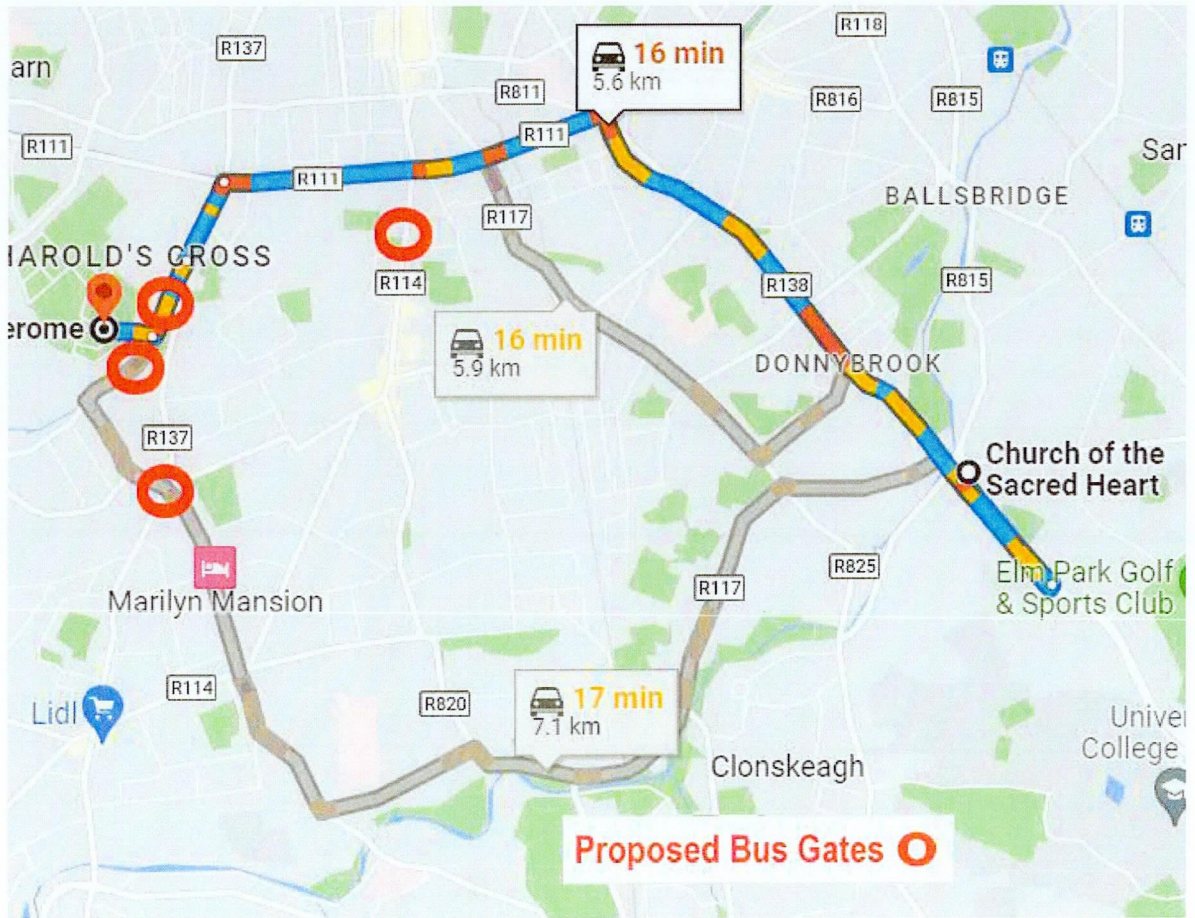 R118
R137
16 min
5.6 km
arn
R811
R816
R815
R111
R111
Sar
R111
BALLSBRIDGE
R117
HAROLD'S CROSS
R114
R138
R815
erome
16 min
5.9 km
DONNYBROOK
R137
Church of the
Sacred Heart
R825
Elm Park Golf
& Sports Club
R117
Marilyn Mansion
R114
17 min
7.1 km
R820
Lidl
Univer
College
Clonskeagh
Proposed Bus Gates